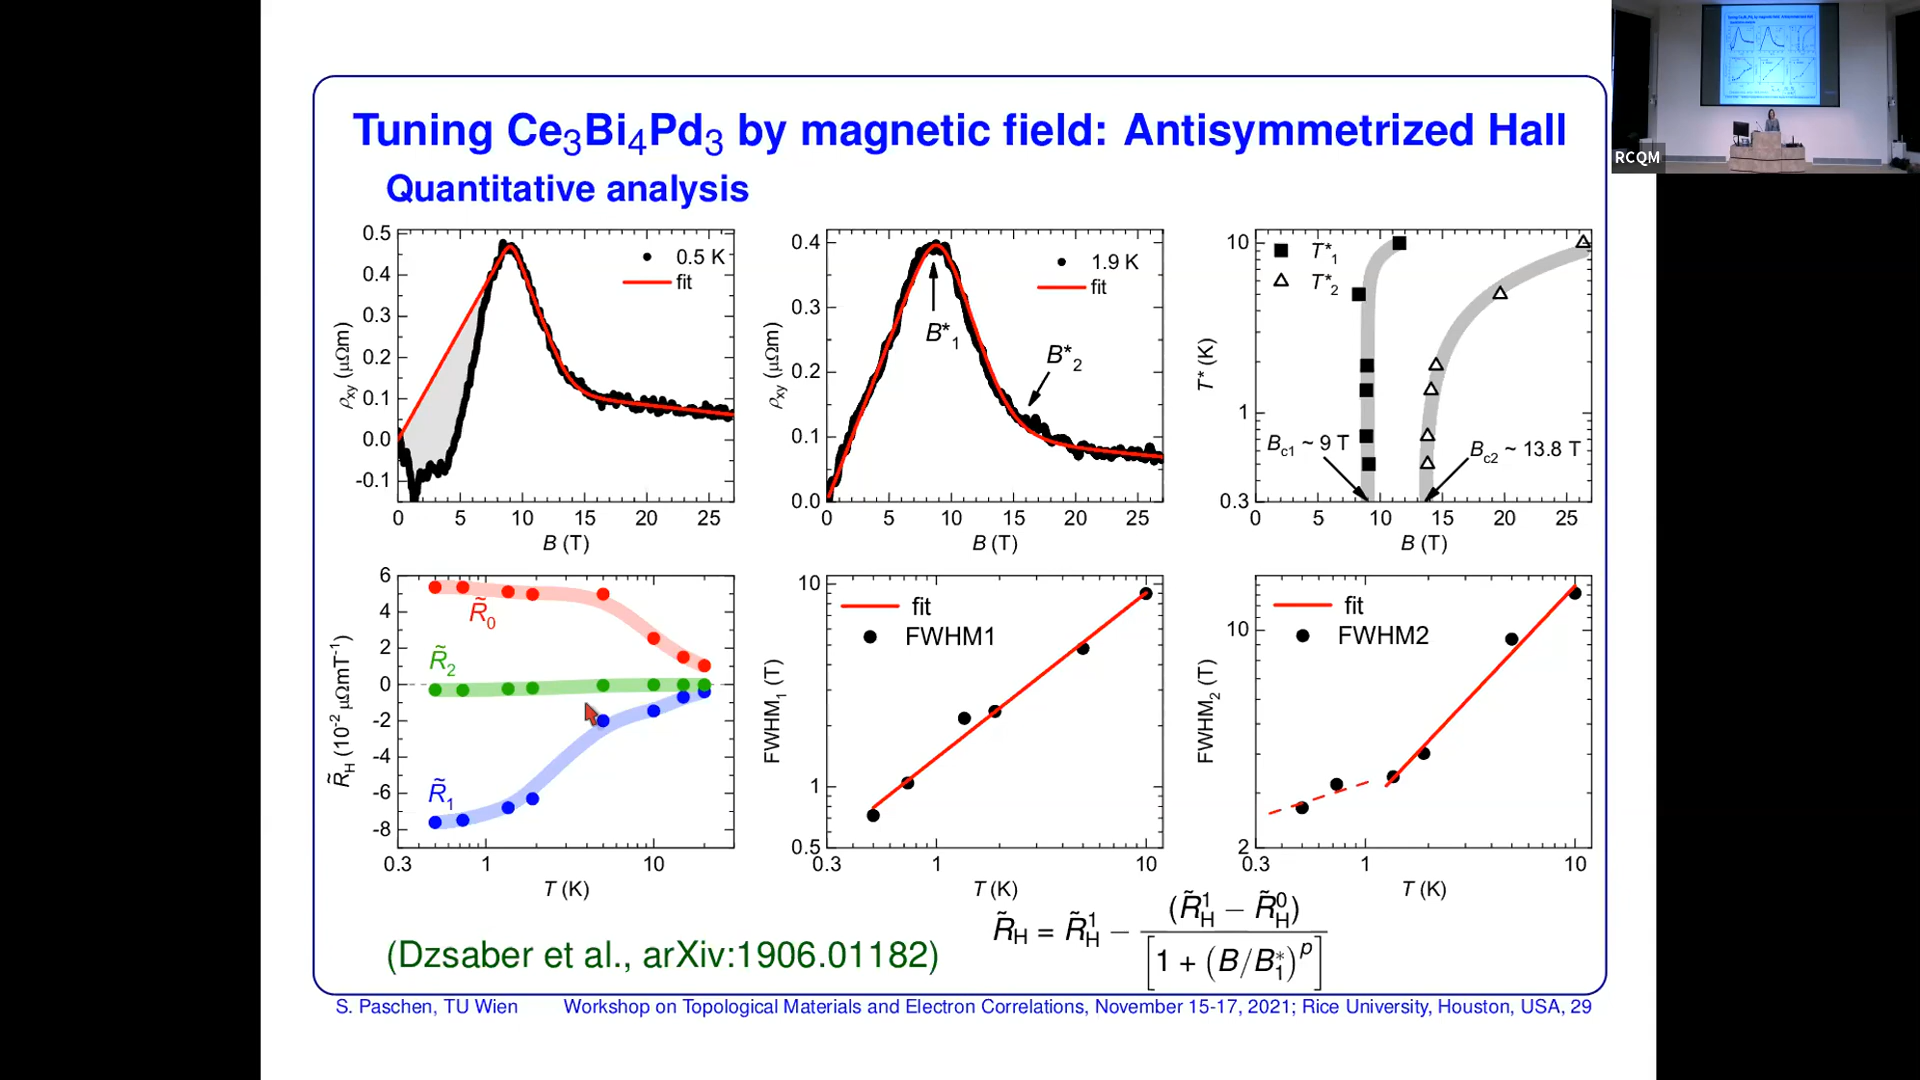 RCQM
Tuning Ce3Bi4Pd3 by magnetic field: Antisymmetrized Hall
Quantitative analysis
0.5
0.4
0.3
0.2
0.1
0.0
-0.1
ρxy (μΩm)
0.5 K
fit
0 5 10 15 20 25
B (T)
0.4
0.3
0.2
0.1
0.0
ρxy (μΩm)
1.9 K
fit
B*1
B*2
0 5 10 15 20 25
B (T)
10
1
0.3
T* (K)
T*1
T*2
Bc1 ~ 9 T
Bc2 ~ 13.8 T
0 5 10 15 20 25
B (T)
6
4
2
0
-2
-4
-6
-8
R̃H (10-2 μΩmT-1)
R̃0
R̃2
R̃1
0.3 1 10
T (K)
10
1
0.5
FWHM1 (T)
fit
FWHM1
0.3 1 10
T (K)
10
2
FWHM2 (T)
fit
FWHM2
0.3 1 10
T (K)
R̃H = R̃1H − (R̃1H − R̃0H) / [1 + (B/B*1)p]
(Dzsaber et al., arXiv:1906.01182)
S. Paschen, TU Wien Workshop on Topological Materials and Electron Correlations, November 15-17, 2021; Rice University, Houston, USA, 29